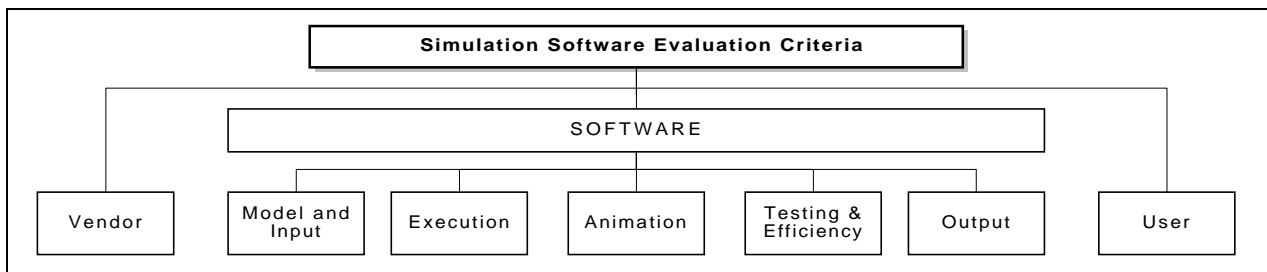 Simulation Software Evaluation Criteria
SOFTWARE
Vendor
Model and
Input
Execution
Animation
Testing &
Efficiency
Output
User